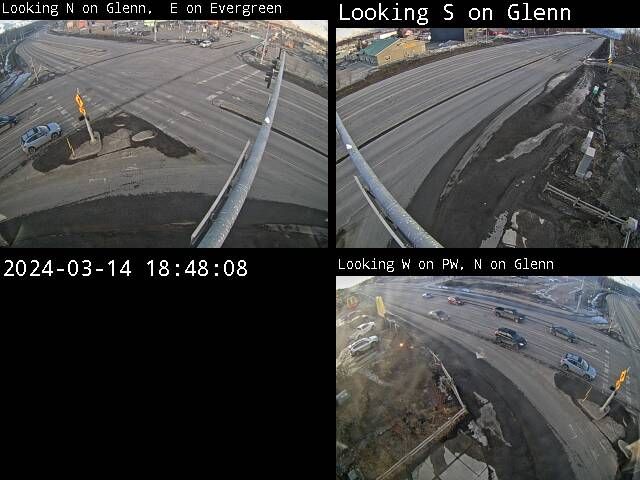 Looking N on Glenn,  E on Evergreen
Looking S on Glenn
2024-03-14 18:48:08
Looking W on PW, N on Glenn